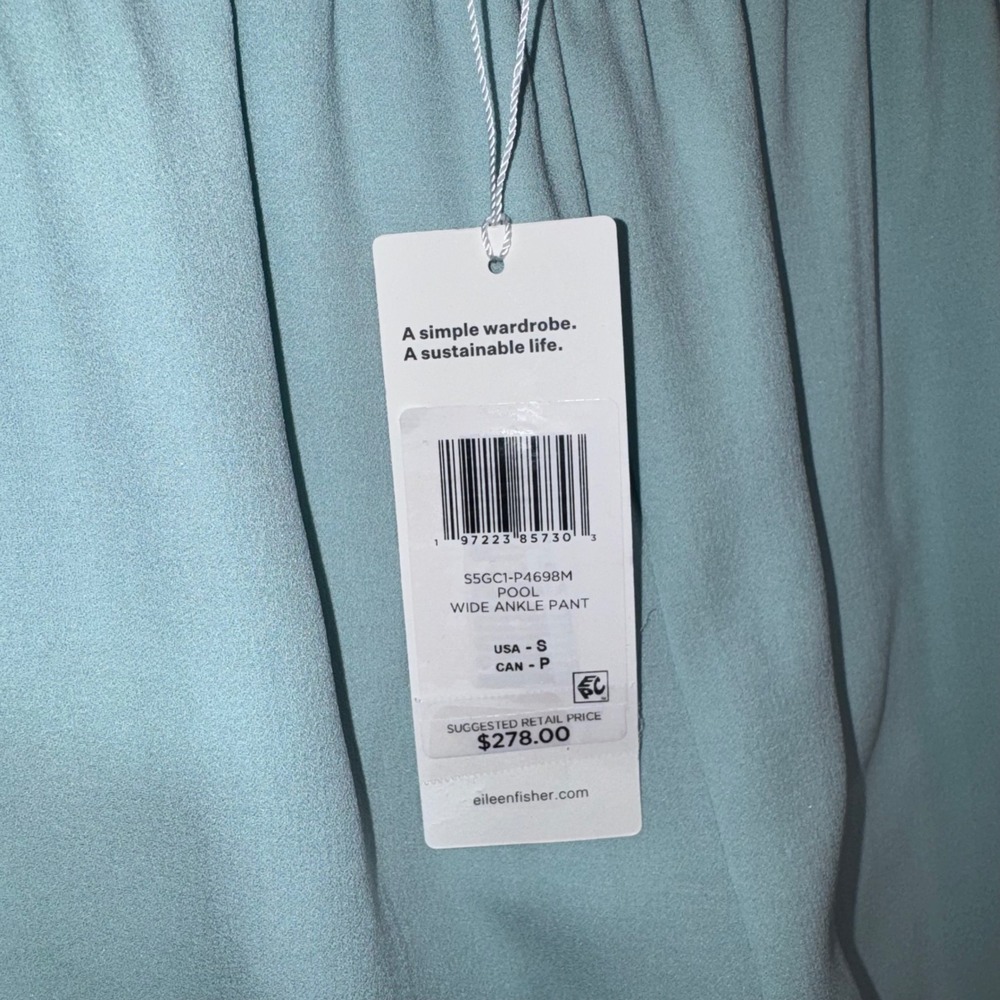 A simple wardrobe.
A sustainable life.
1 97223 85730 3
S5GC1-P4698M
POOL
WIDE ANKLE PANT
USA - S
CAN - P
EPC
SUGGESTED RETAIL PRICE
$278.00
eileenfisher.com